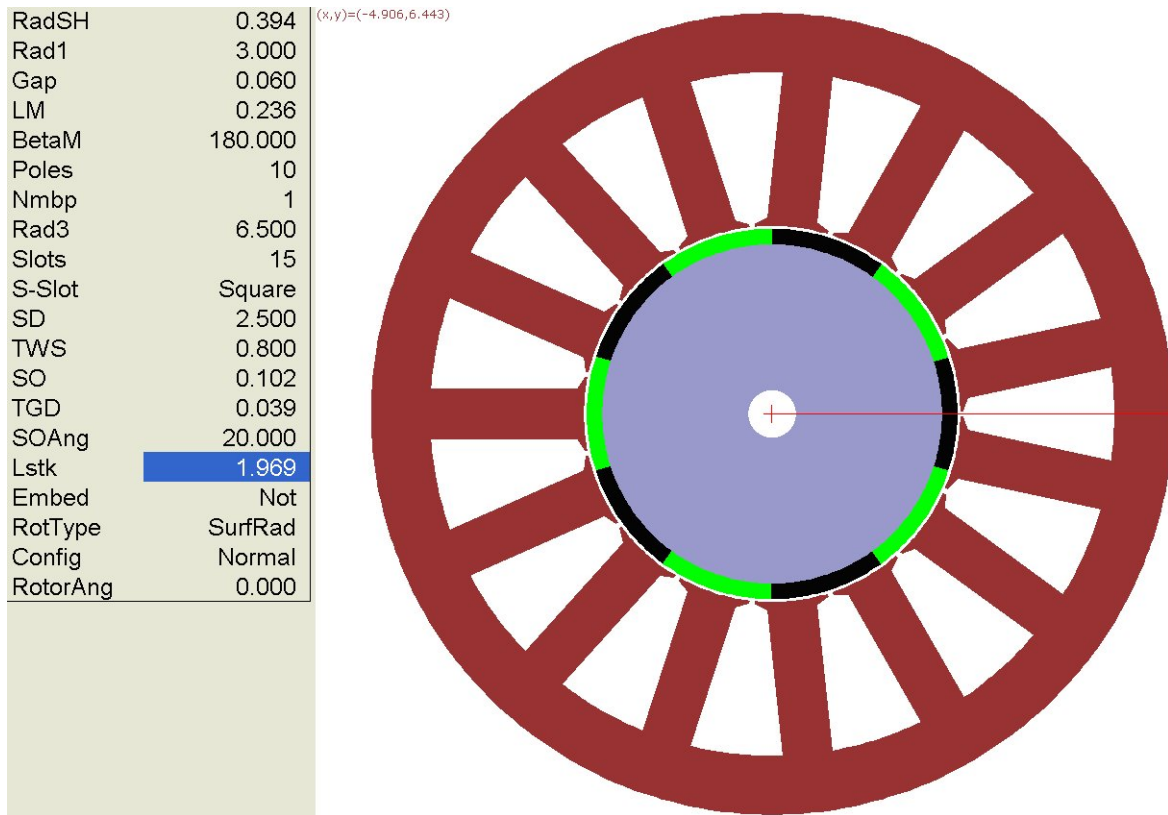 RadSH 0.394
Rad1 3.000
Gap 0.060
LM 0.236
BetaM 180.000
Poles 10
Nmbp 1
Rad3 6.500
Slots 15
S-Slot Square
SD 2.500
TWS 0.800
SO 0.102
TGD 0.039
SOAng 20.000
Lstk 1.969
Embed Not
RotType SurfRad
Config Normal
RotorAng 0.000
(x,y)=(-4.906,6.443)